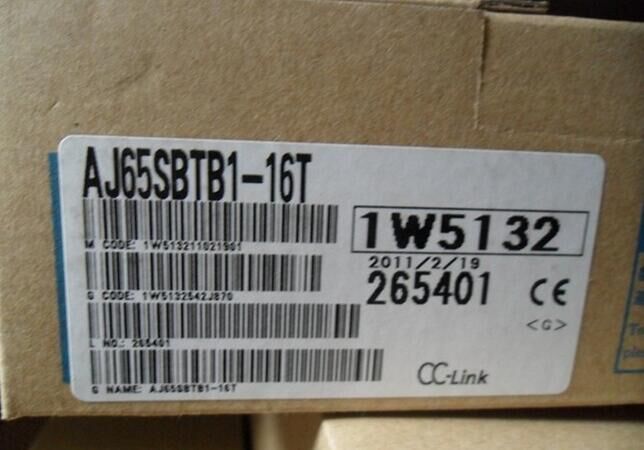 AJ65SBTB1-16T
M CODE: 1W513211021901
1W5132
2011/2/19
G CODE: 1W5132542J870
265401
CE
L NO.: 265401
<G>
G NAME: AJ65SBTB1-16T
CC-Link